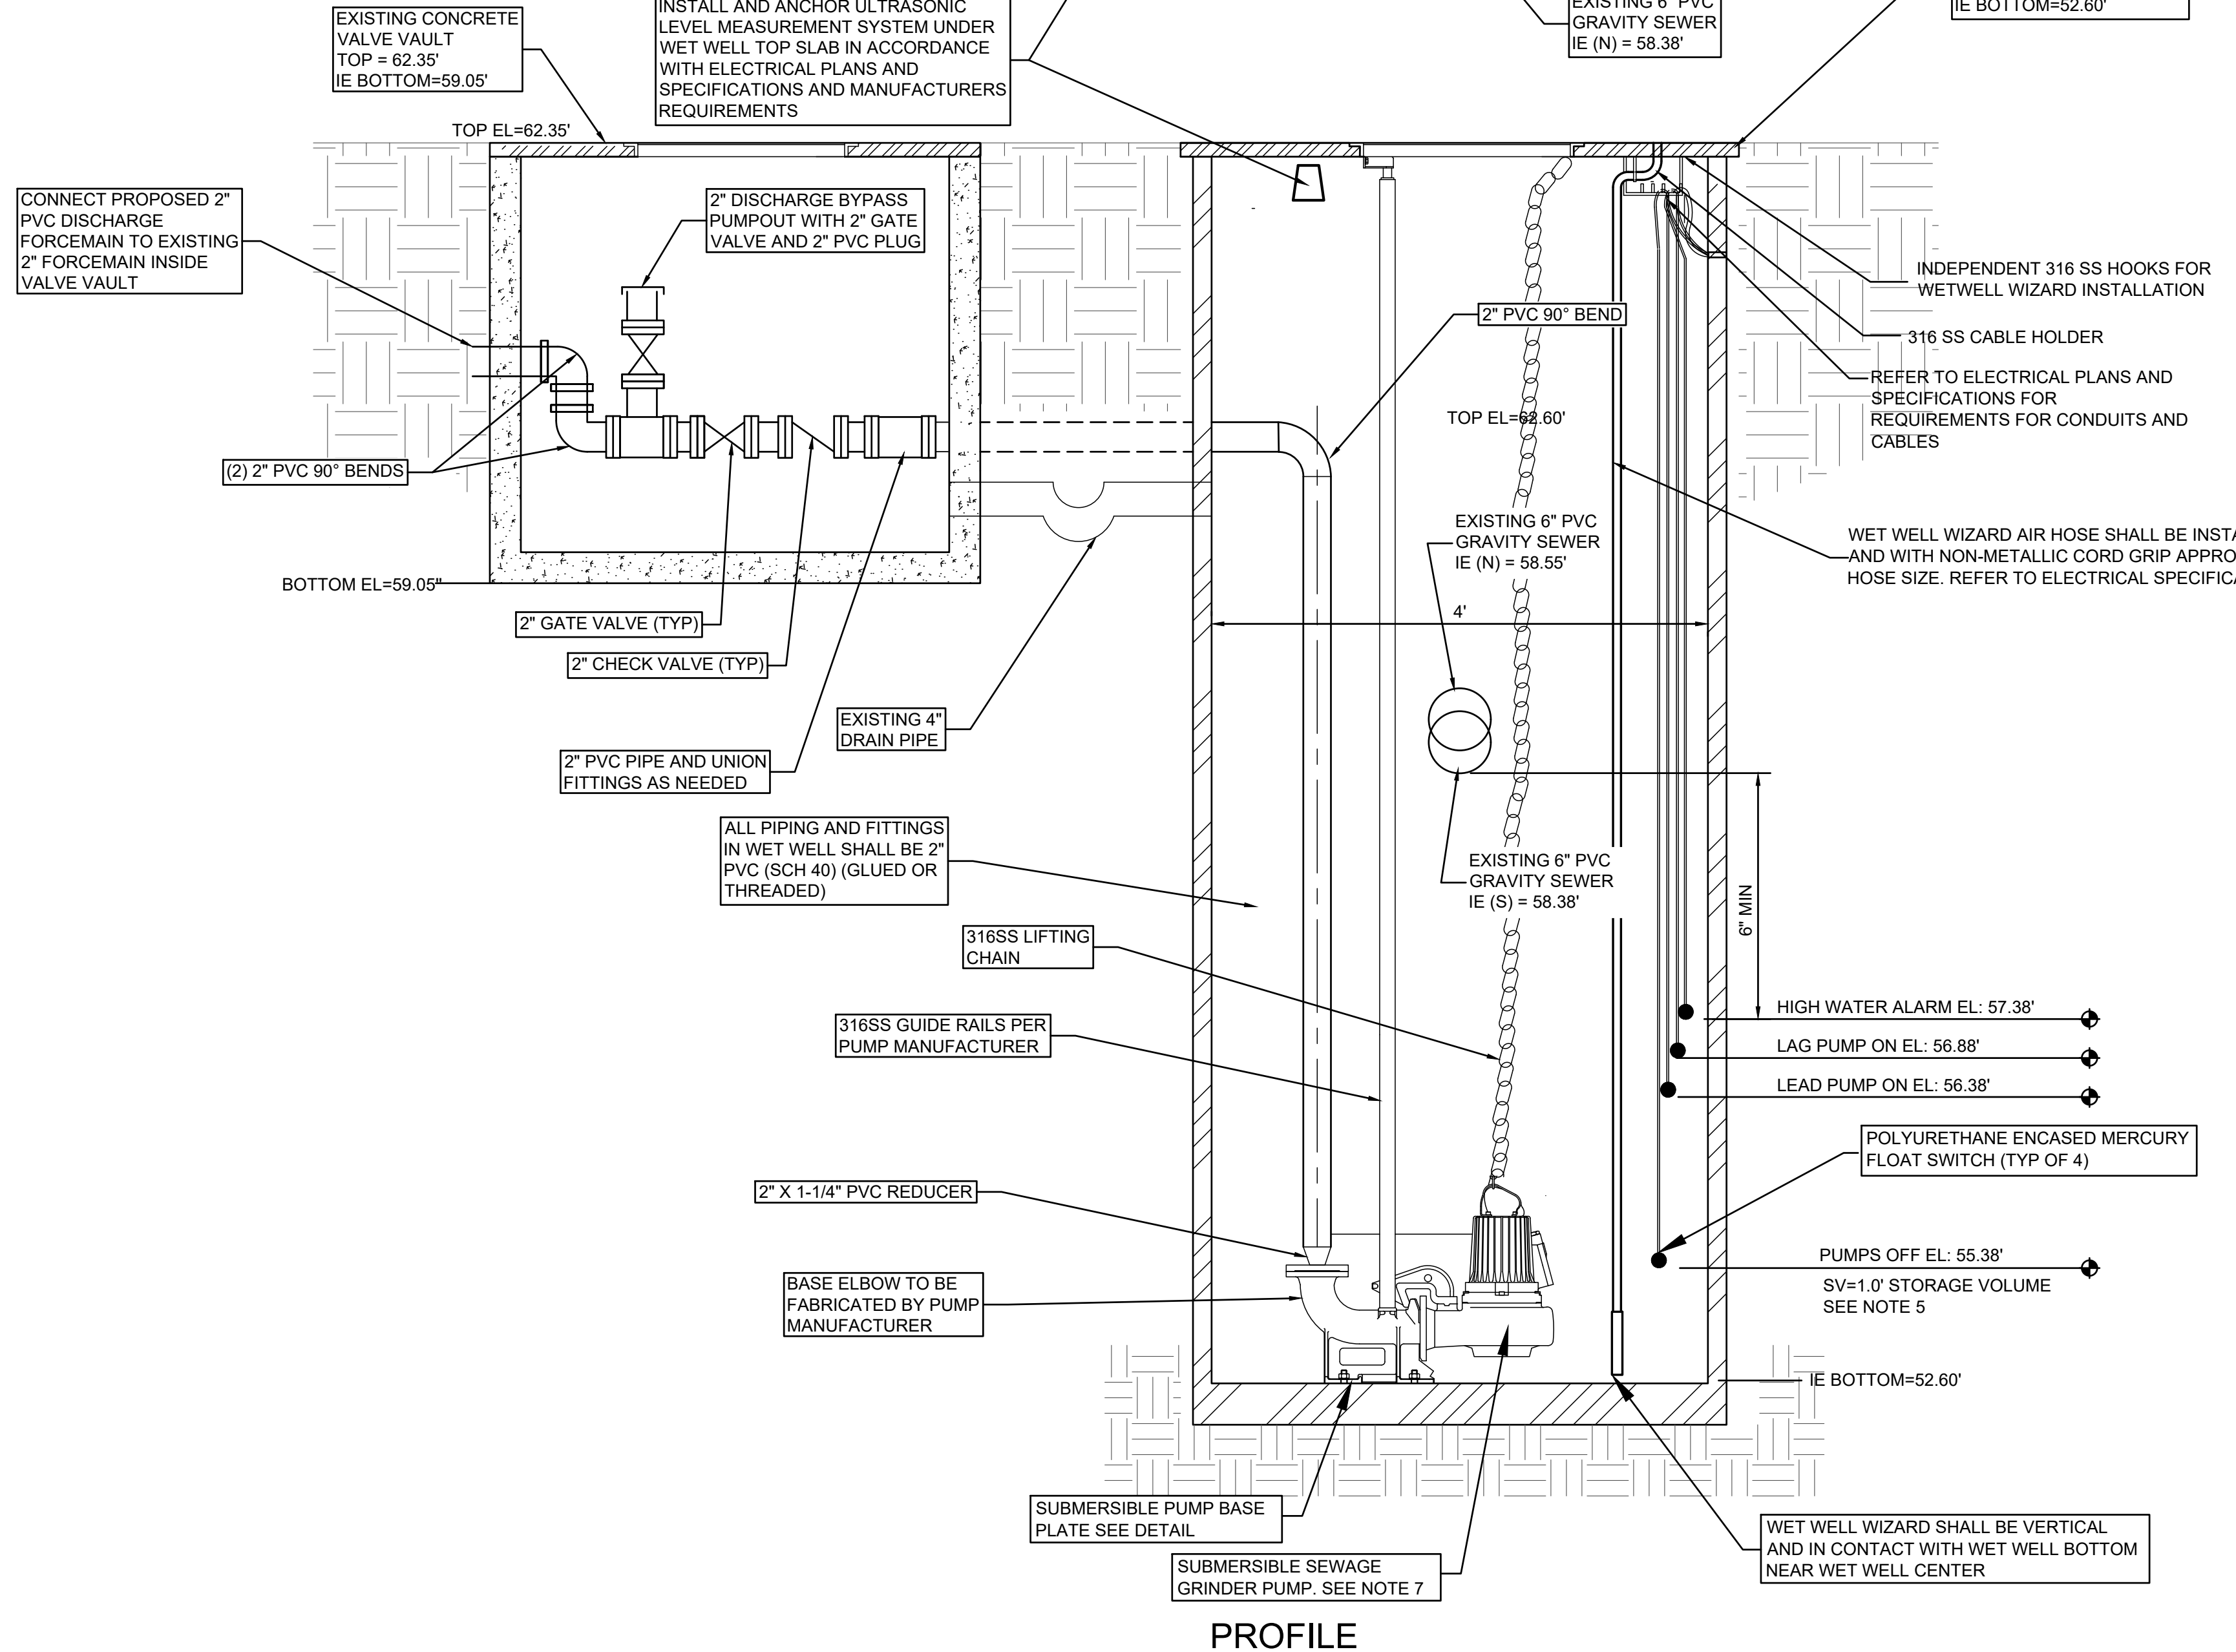 EXISTING CONCRETE
VALVE VAULT
TOP = 62.35'
IE BOTTOM=59.05'
INSTALL AND ANCHOR ULTRASONIC
LEVEL MEASUREMENT SYSTEM UNDER
WET WELL TOP SLAB IN ACCORDANCE
WITH ELECTRICAL PLANS AND
SPECIFICATIONS AND MANUFACTURERS
REQUIREMENTS
EXISTING 6" PVC
GRAVITY SEWER
IE (N) = 58.38'
IE BOTTOM=52.60'
TOP EL=62.35'
CONNECT PROPOSED 2"
PVC DISCHARGE
FORCEMAIN TO EXISTING
2" FORCEMAIN INSIDE
VALVE VAULT
2" DISCHARGE BYPASS
PUMPOUT WITH 2" GATE
VALVE AND 2" PVC PLUG
2" PVC 90° BEND
INDEPENDENT 316 SS HOOKS FOR
WETWELL WIZARD INSTALLATION
316 SS CABLE HOLDER
REFER TO ELECTRICAL PLANS AND
SPECIFICATIONS FOR
REQUIREMENTS FOR CONDUITS AND
CABLES
TOP EL=62.60'
(2) 2" PVC 90° BENDS
EXISTING 6" PVC
GRAVITY SEWER
IE (N) = 58.55'
WET WELL WIZARD AIR HOSE SHALL BE
AND WITH NON-METALLIC CORD GRIP
HOSE SIZE. REFER TO ELECTRICAL
BOTTOM EL=59.05"
4'
2" GATE VALVE (TYP)
2" CHECK VALVE (TYP)
EXISTING 4"
DRAIN PIPE
2" PVC PIPE AND UNION
FITTINGS AS NEEDED
ALL PIPING AND FITTINGS
IN WET WELL SHALL BE 2"
PVC (SCH 40) (GLUED OR
THREADED)
EXISTING 6" PVC
GRAVITY SEWER
IE (S) = 58.38'
6" MIN
316SS LIFTING
CHAIN
316SS GUIDE RAILS PER
PUMP MANUFACTURER
HIGH WATER ALARM EL: 57.38'
LAG PUMP ON EL: 56.88'
LEAD PUMP ON EL: 56.38'
POLYURETHANE ENCASED MERCURY
FLOAT SWITCH (TYP OF 4)
2" X 1-1/4" PVC REDUCER
PUMPS OFF EL: 55.38'
SV=1.0' STORAGE VOLUME
SEE NOTE 5
BASE ELBOW TO BE
FABRICATED BY PUMP
MANUFACTURER
IE BOTTOM=52.60'
SUBMERSIBLE PUMP BASE
PLATE SEE DETAIL
SUBMERSIBLE SEWAGE
GRINDER PUMP. SEE NOTE 7
WET WELL WIZARD SHALL BE VERTICAL
AND IN CONTACT WITH WET WELL BOTTOM
NEAR WET WELL CENTER
PROFILE